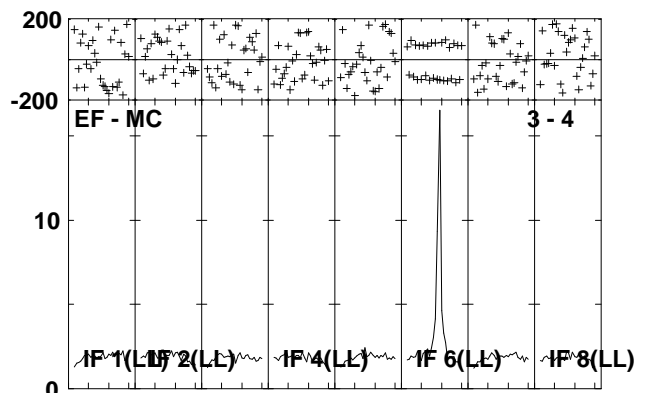 200
-200
EF - MC 3 - 4
10
IF 1(LL) IF 2(LL) IF 4(LL) IF 6(LL) IF 8(LL)
0